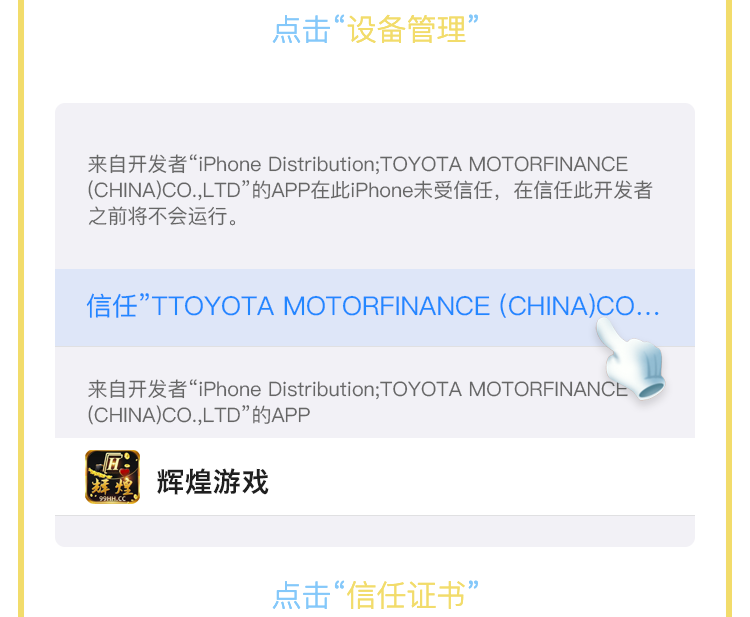 点击“设备管理”
来自开发者“iPhone Distribution;TOYOTA MOTORFINANCE
(CHINA)CO.,LTD”的APP在此iPhone未受信任，在信任此开发者
之前将不会运行。
信任”TTOYOTA MOTORFINANCE (CHINA)CO...
来自开发者“iPhone Distribution;TOYOTA MOTORFINANCE
(CHINA)CO.,LTD”的APP
H
辉煌
99HH.CC
辉煌游戏
点击“信任证书”